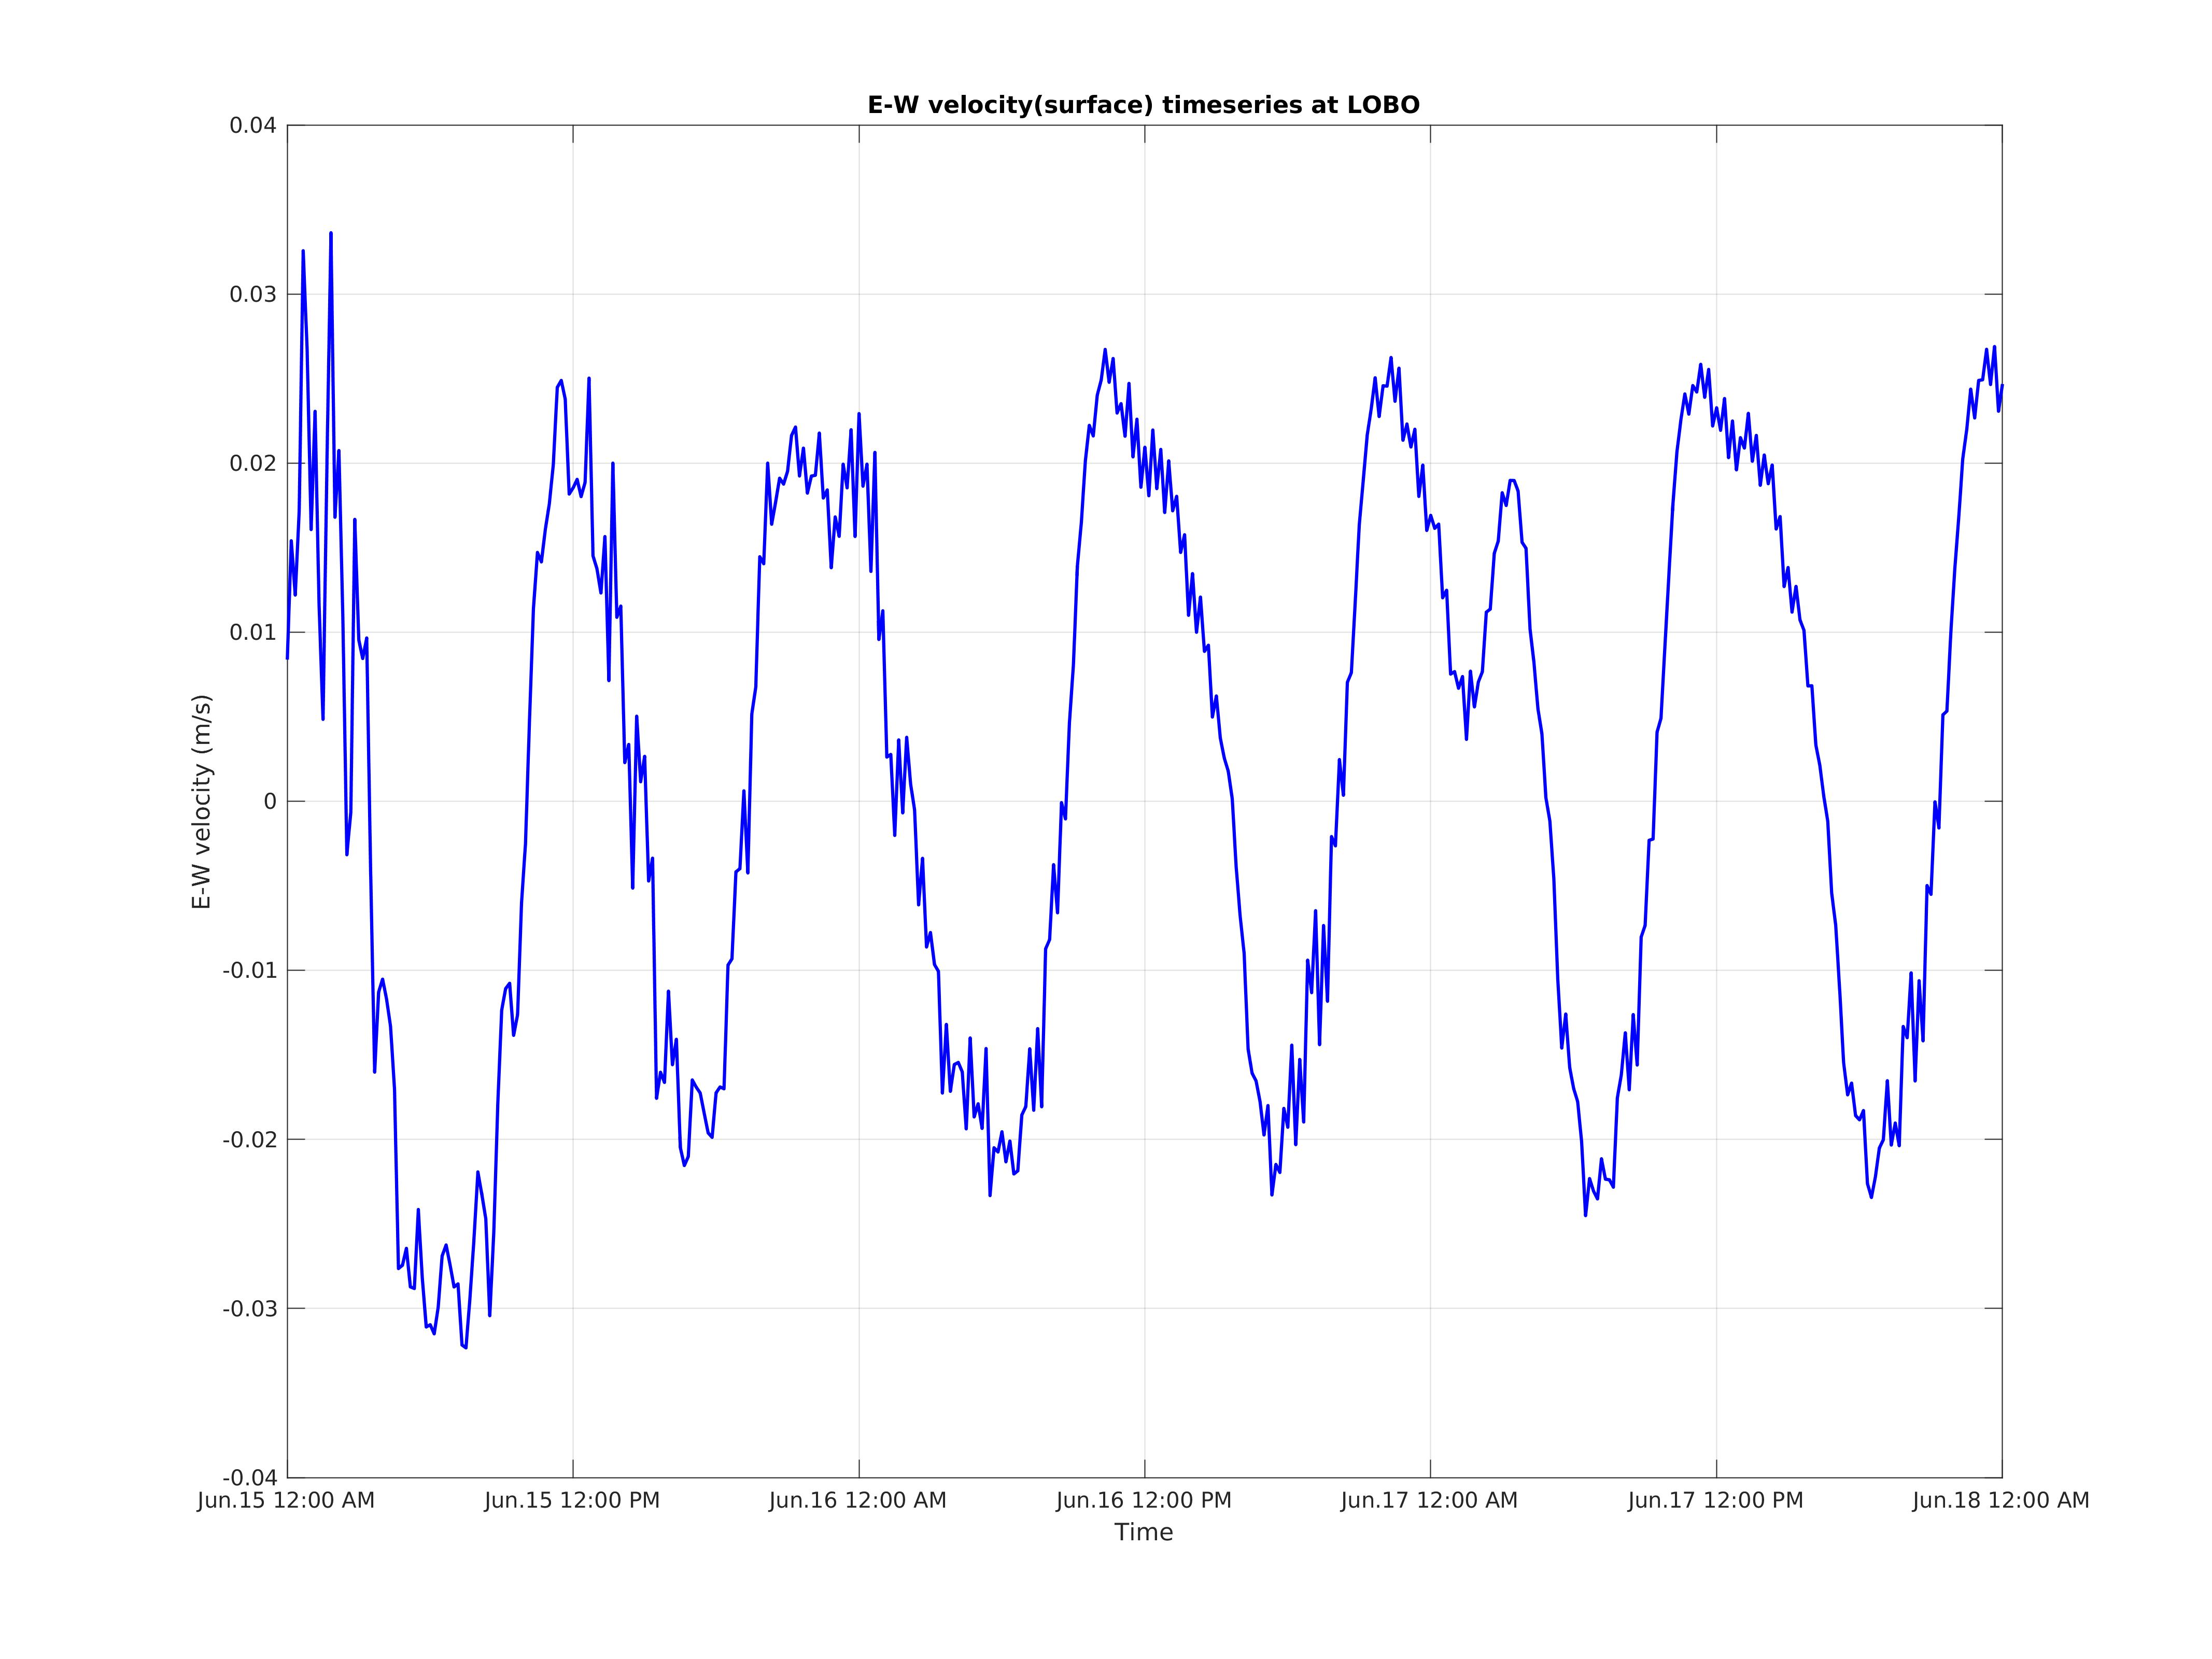 E-W velocity(surface) timeseries at LOBO
0.04
0.03
0.02
0.01
0
-0.01
-0.02
-0.03
-0.04
E-W velocity (m/s)
Jun.15 12:00 AM Jun.15 12:00 PM Jun.16 12:00 AM Jun.16 12:00 PM Jun.17 12:00 AM Jun.17 12:00 PM Jun.18 12:00 AM
Time